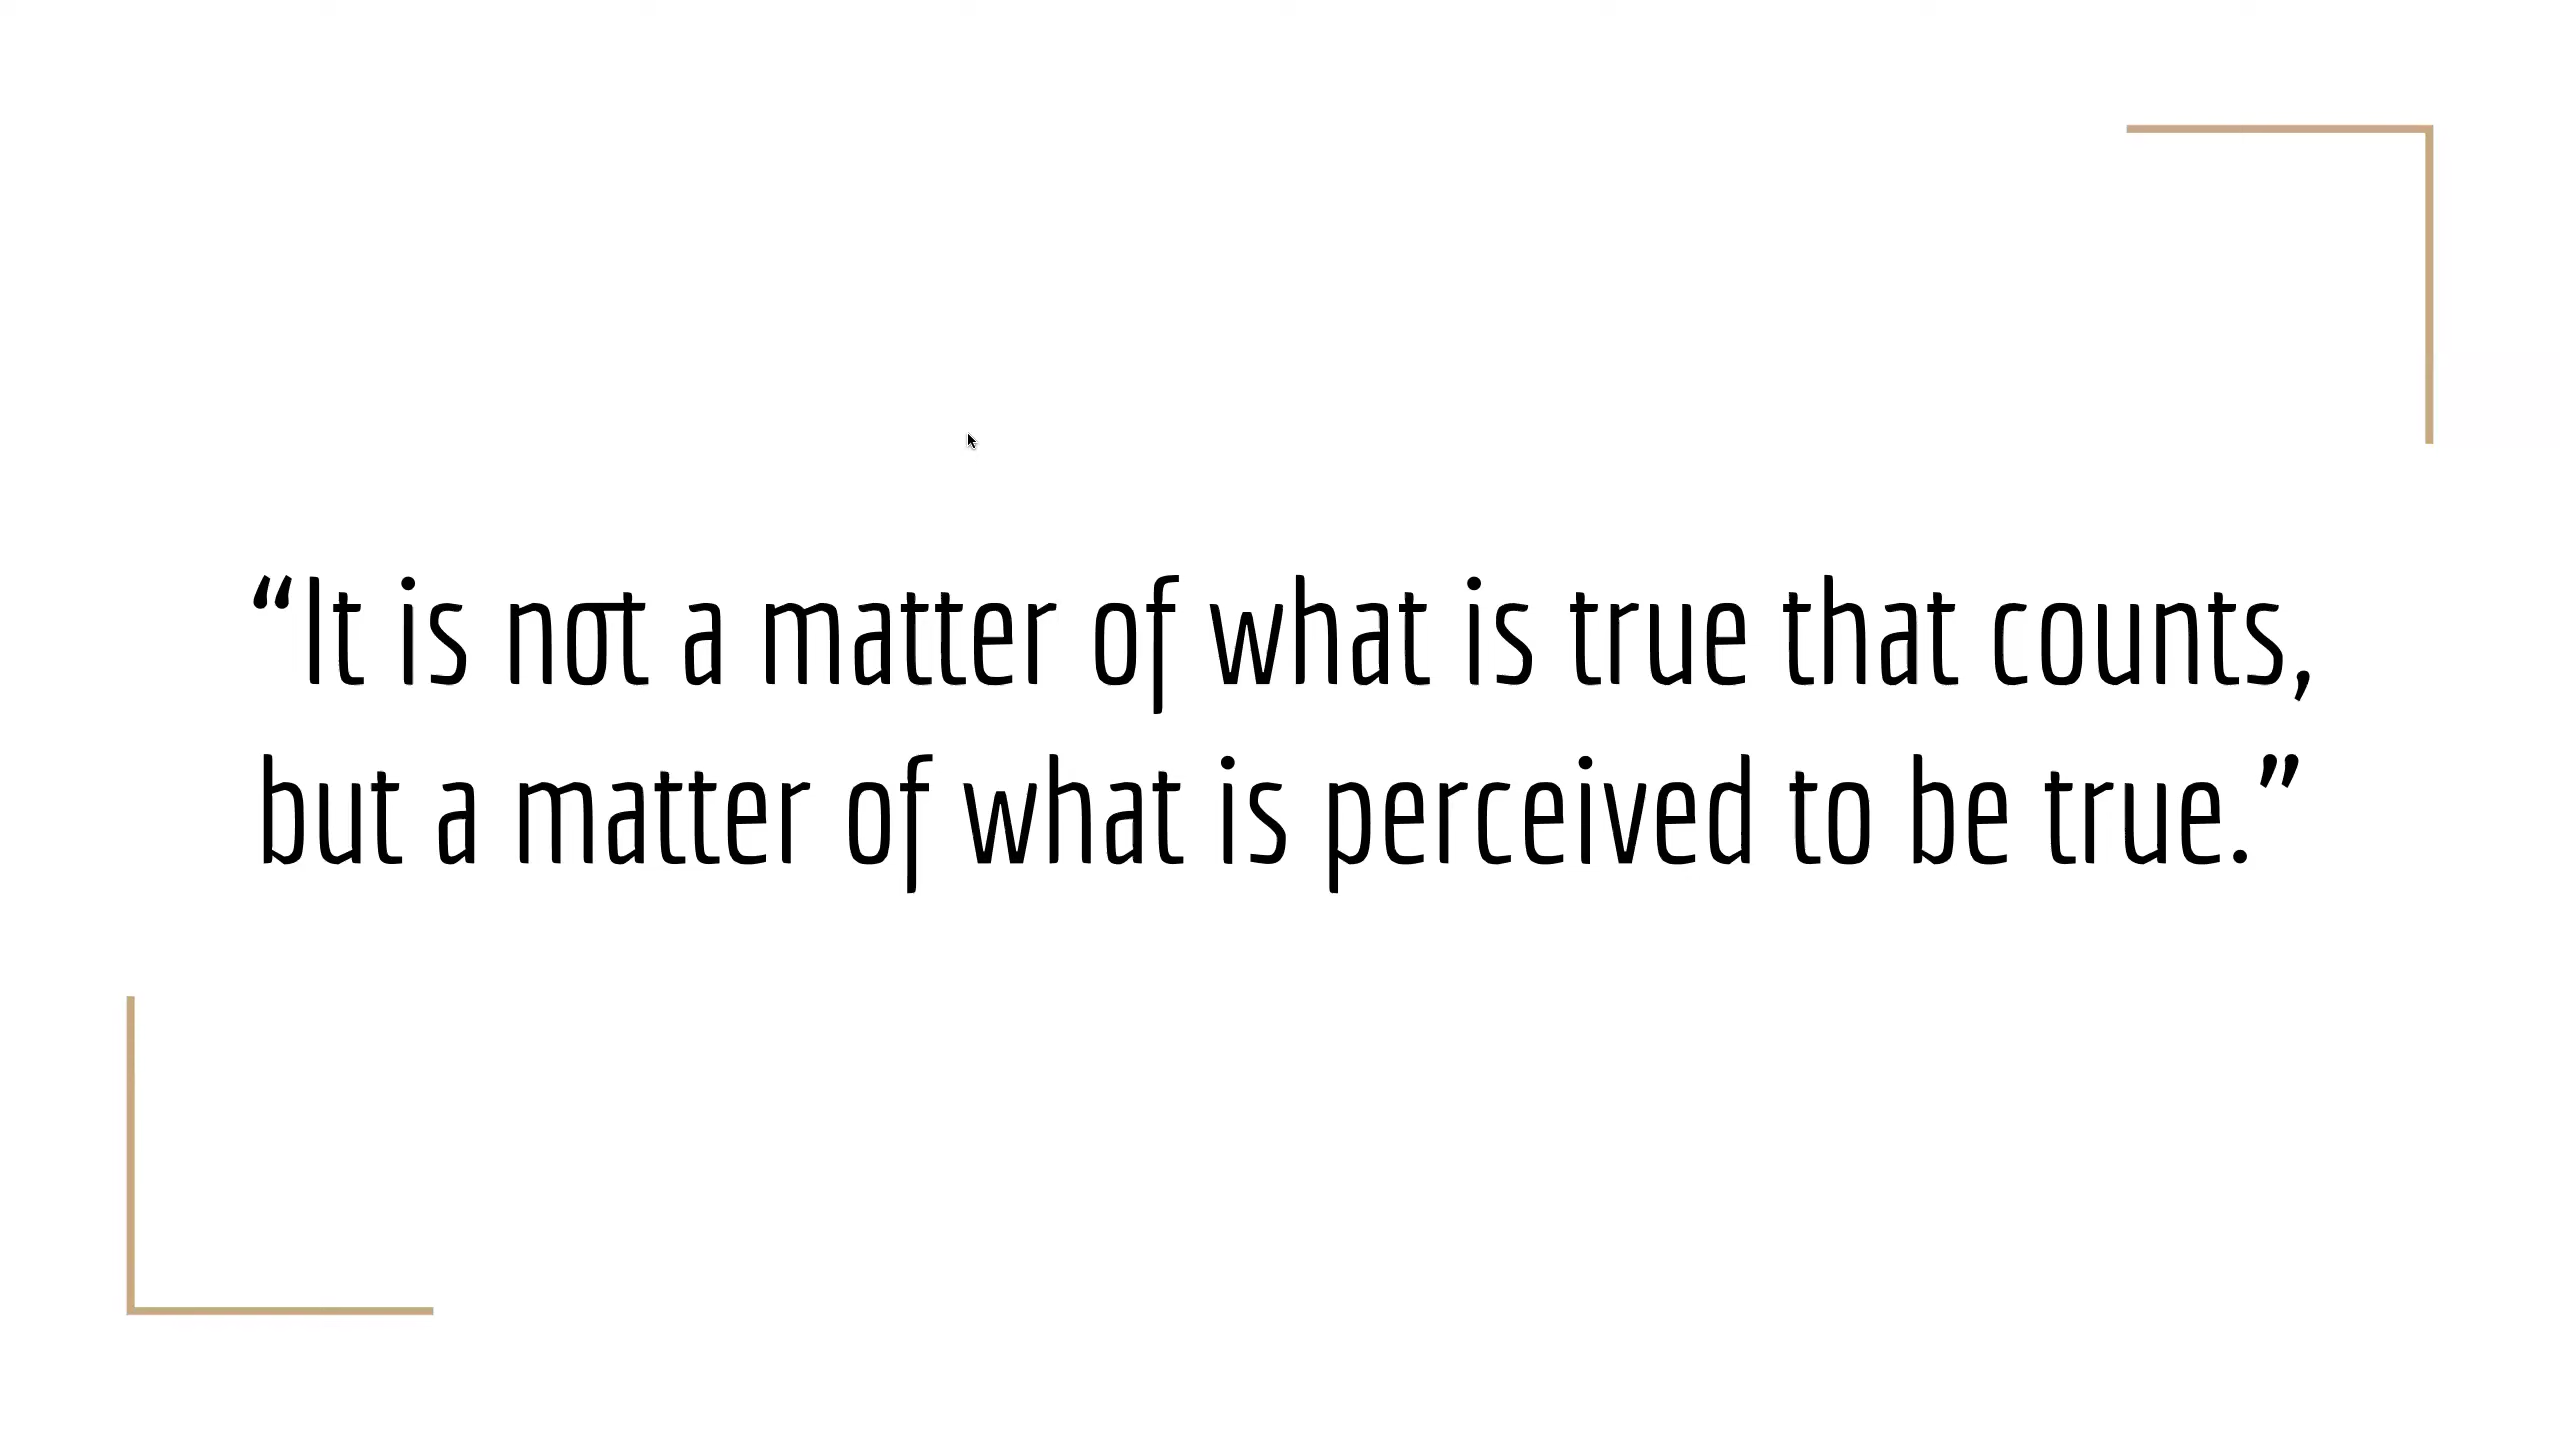 “It is not a matter of what is true that counts,
but a matter of what is perceived to be true.”